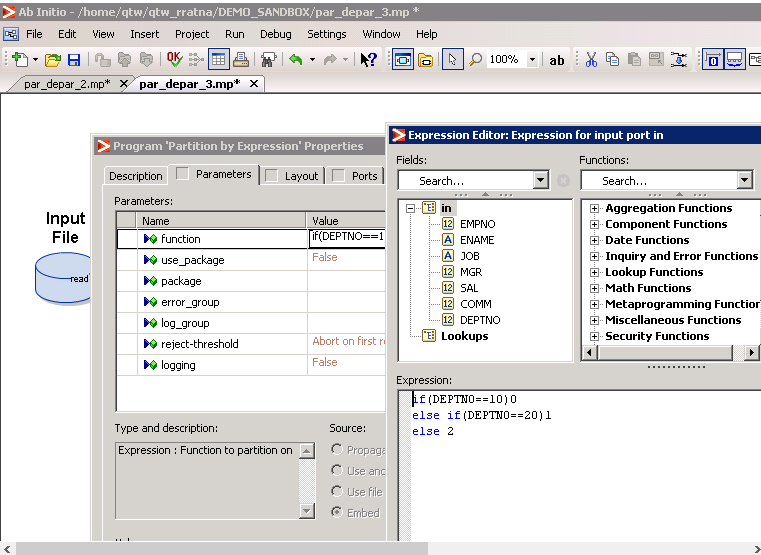 Ab Initio - /home/qtw/qtw_rratna/DEMO_SANDBOX/par_depar_3.mp *
File Edit View Insert Project Run Debug Settings Window Help
QK 100% ab
par_depar_2.mp* par_depar_3.mp*
Program 'Partition by Expression' Properties
Description Parameters Layout Ports
Parameters:
Name Value
function if(DEPTNO==1
use_package False
package
error_group
log_group
reject-threshold Abort on first r
logging False
Type and description: Source:
Expression : Function to partition on
Propaga
Use anc
Use file
Embed
Input
File
read
Expression Editor: Expression for input port in
Fields: Functions:
Search... Search...
in
12 EMPNO
A ENAME
A JOB
12 MGR
12 SAL
12 COMM
12 DEPTNO
Lookups
Aggregation Functions
Component Functions
Date Functions
Inquiry and Error Functions
Lookup Functions
Math Functions
Metaprogramming Function
Miscellaneous Functions
Security Functions
Expression:
if(DEPTNO==10)0
else if(DEPTNO==20)1
else 2